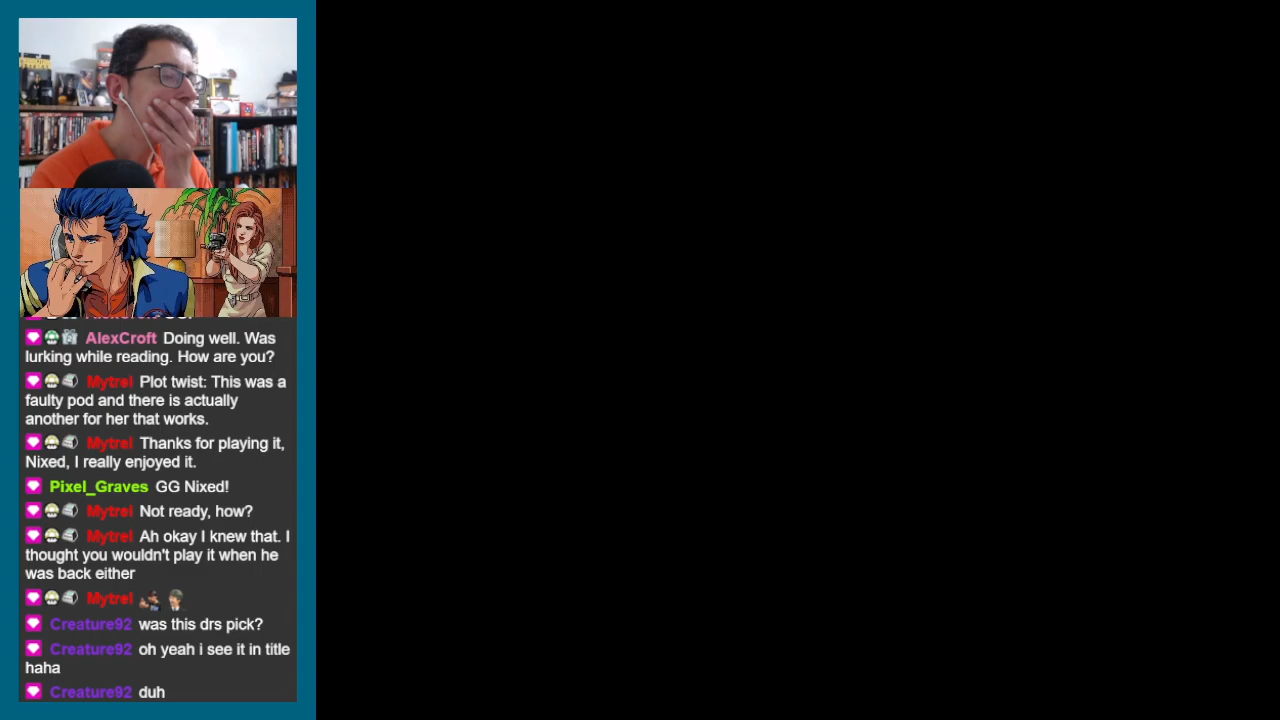 AlexCroft Doing well. Was
lurking while reading. How are you?
Mytrel Plot twist: This was a
faulty pod and there is actually
another for her that works.
Mytrel Thanks for playing it,
Nixed, I really enjoyed it.
Pixel_Graves GG Nixed!
Mytrel Not ready, how?
Mytrel Ah okay I knew that. I
thought you wouldn't play it when he
was back either
Mytrel
Creature92 was this drs pick?
Creature92 oh yeah i see it in title
haha
Creature92 duh